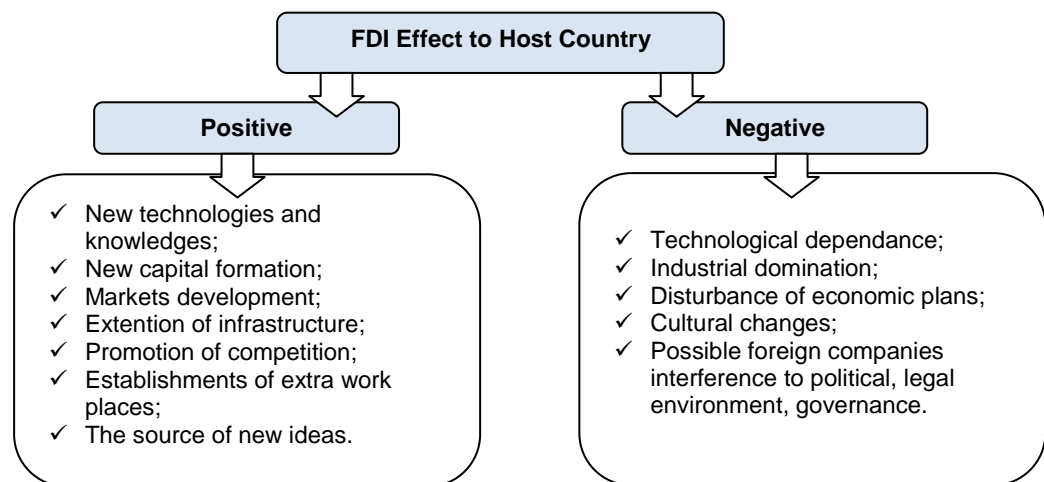 FDI Effect to Host Country
Positive
Negative
✓ New technologies and
knowledges;
✓ New capital formation;
✓ Markets development;
✓ Extention of infrastructure;
✓ Promotion of competition;
✓ Establishments of extra work
places;
✓ The source of new ideas.
✓ Technological dependance;
✓ Industrial domination;
✓ Disturbance of economic plans;
✓ Cultural changes;
✓ Possible foreign companies
interference to political, legal
environment, governance.